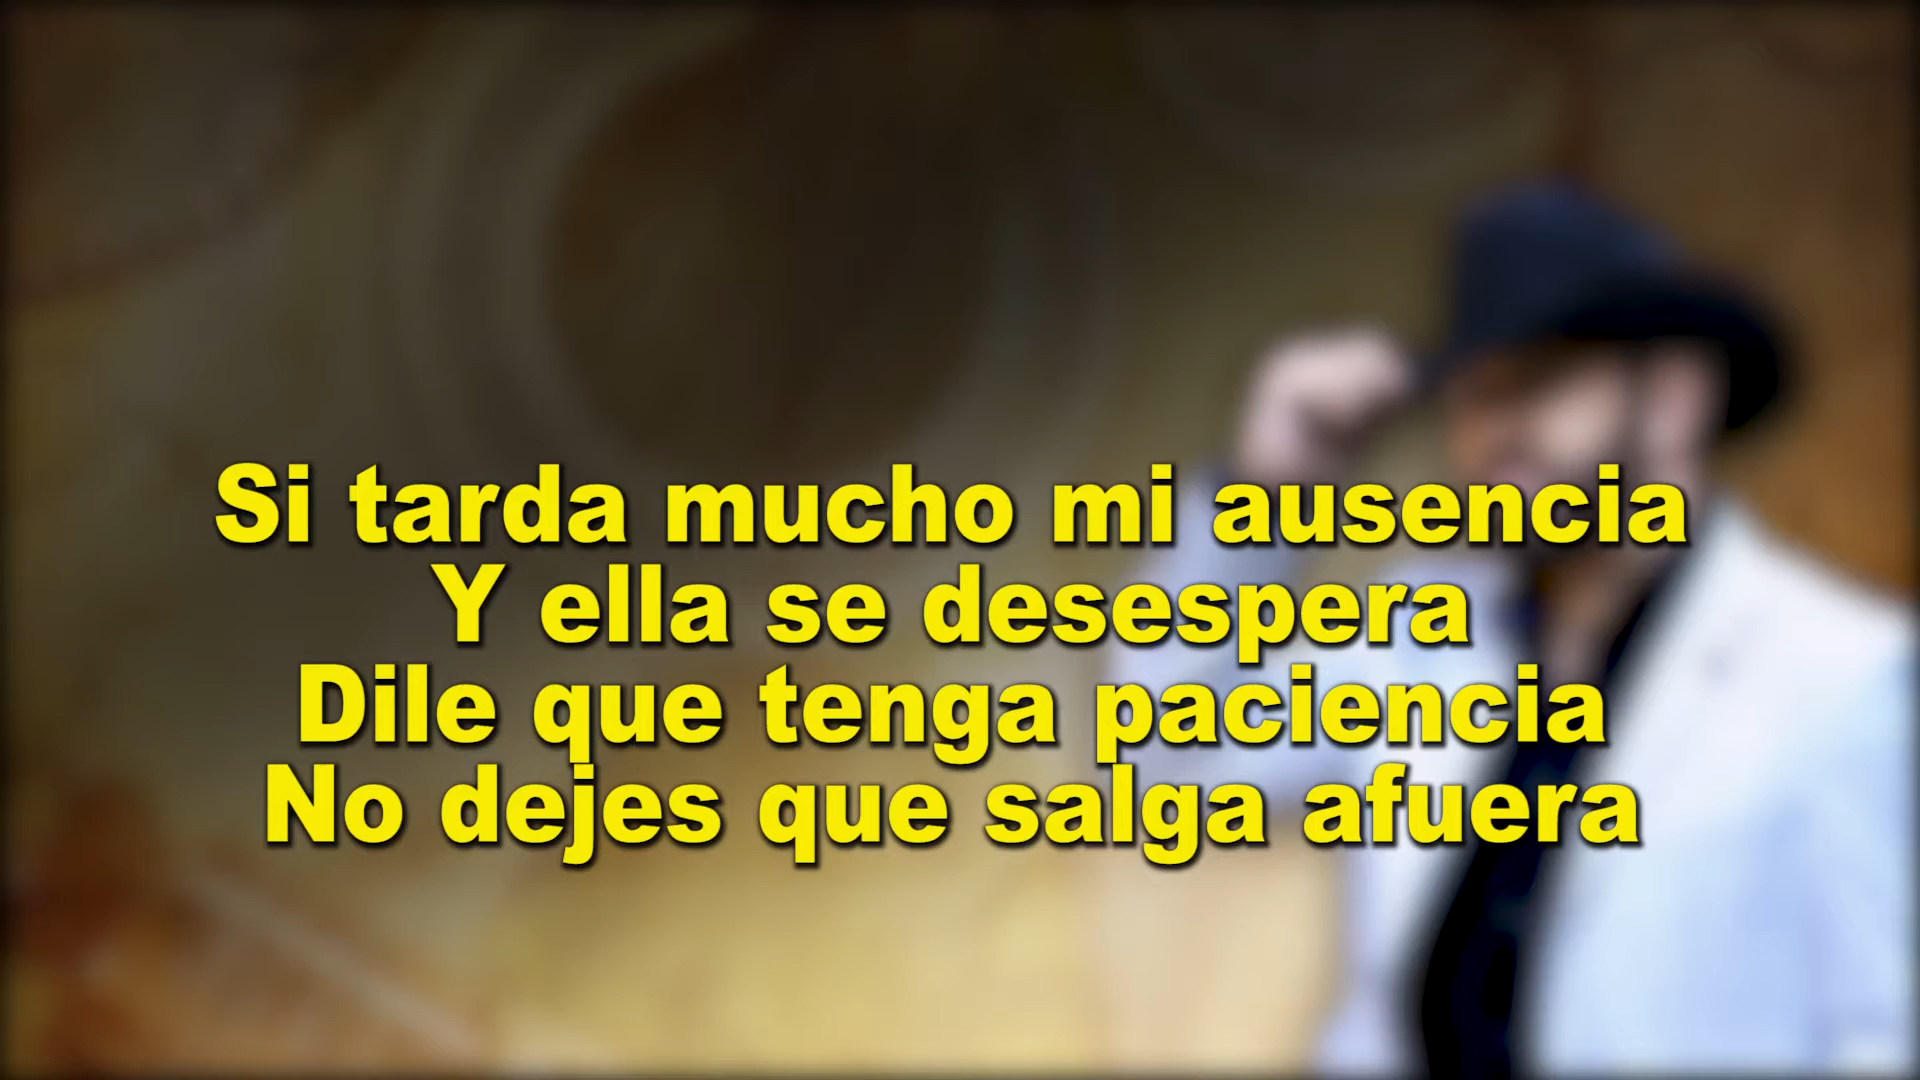 Si tarda mucho mi ausencia
Y ella se desespera
Dile que tenga paciencia
No dejes que salga afuera